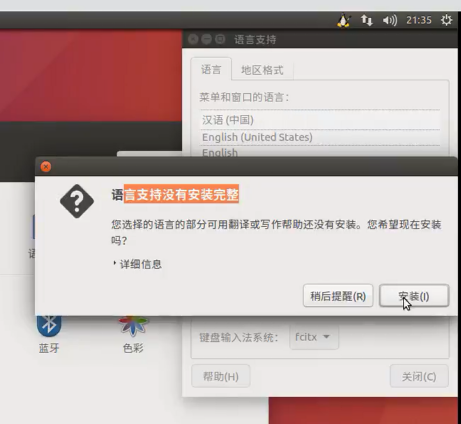 21:35
语言支持
语言
地区格式
菜单和窗口的语言：
汉语 (中国)
English (United States)
English
语言支持没有安装完整
您选择的语言的部分可用翻译或写作帮助还没有安装。您希望现在安装
吗?
详细信息
稍后提醒(R)
安装(I)
蓝牙
色彩
键盘输入法系统：
fcitx
帮助(H)
关闭(C)